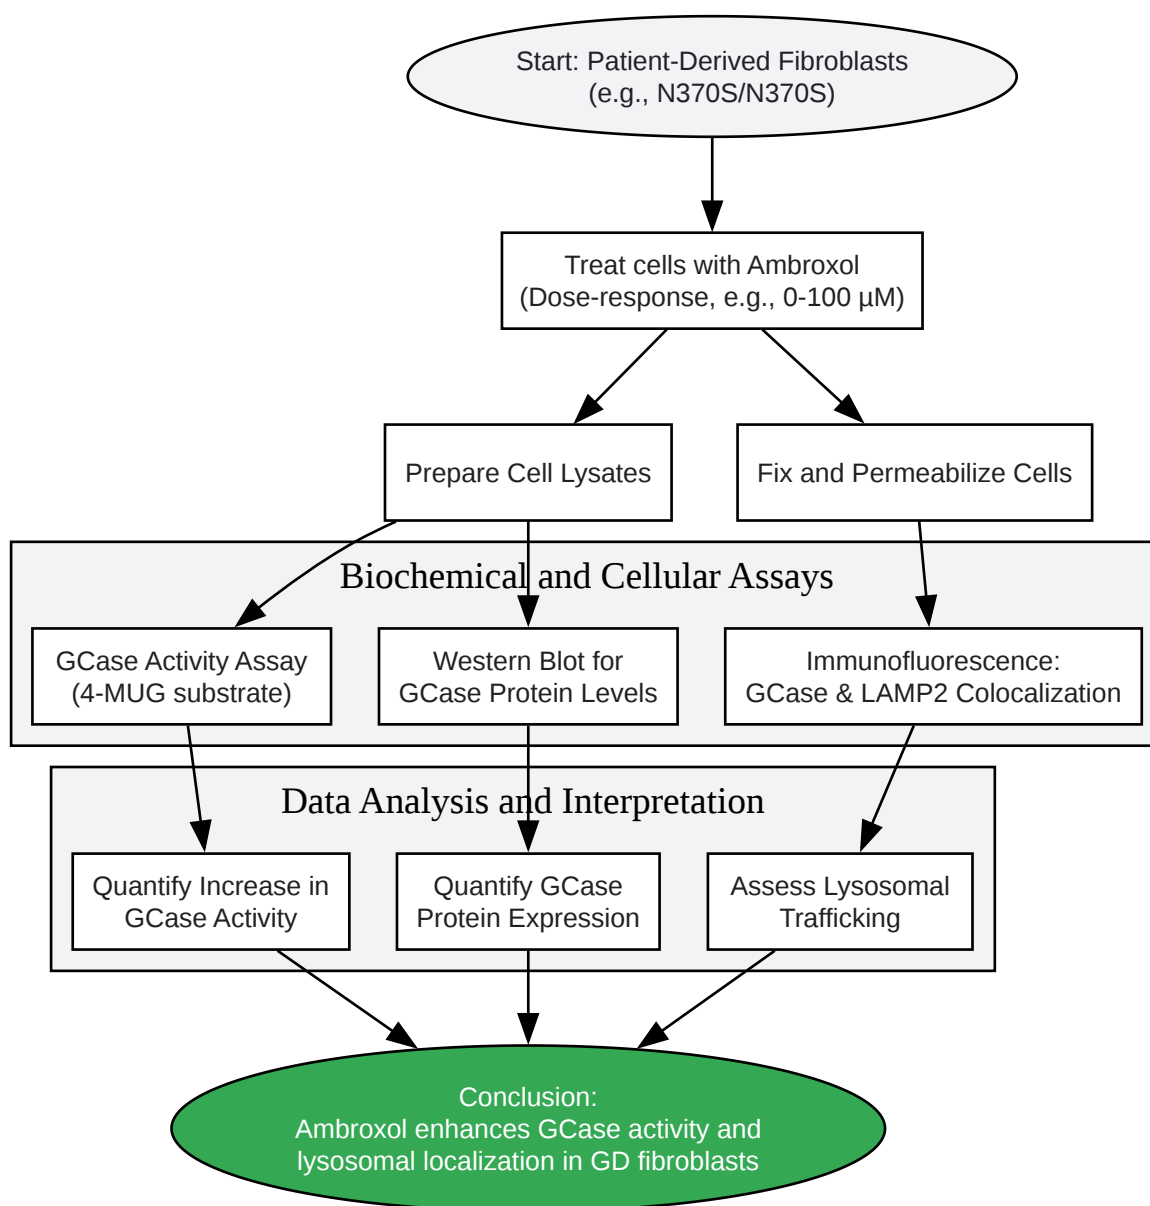 Start: Patient-Derived Fibroblasts
(e.g., N370S/N370S)
Treat cells with Ambroxol
(Dose-response, e.g., 0-100 µM)
Prepare Cell Lysates
Fix and Permeabilize Cells
Biochemical and Cellular Assays
GCase Activity Assay
(4-MUG substrate)
Western Blot for
GCase Protein Levels
Immunofluorescence:
GCase & LAMP2 Colocalization
Data Analysis and Interpretation
Quantify Increase in
GCase Activity
Quantify GCase
Protein Expression
Assess Lysosomal
Trafficking
Conclusion:
Ambroxol enhances GCase activity and
lysosomal localization in GD fibroblasts